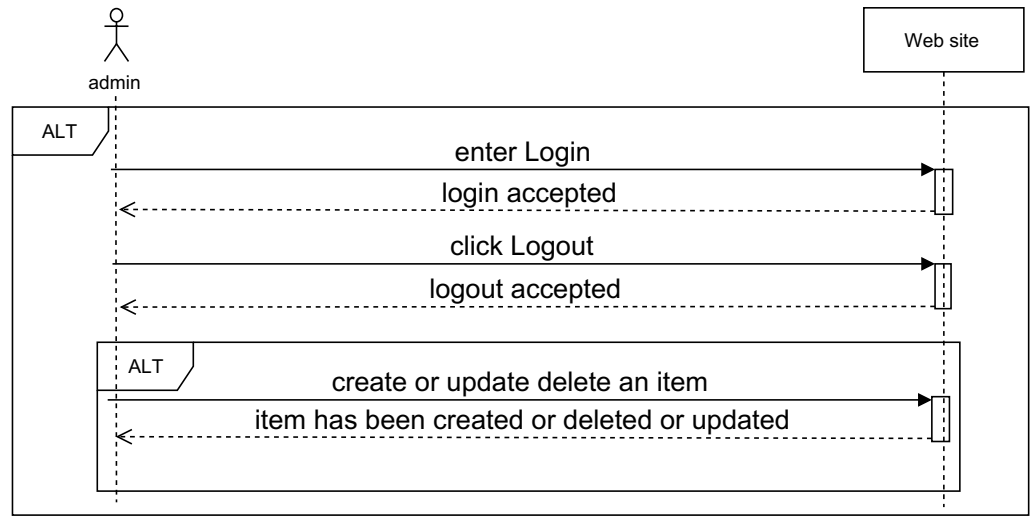 Web site
admin
ALT
enter Login
login accepted
click Logout
logout accepted
ALT
create or update delete an item
item has been created or deleted or updated